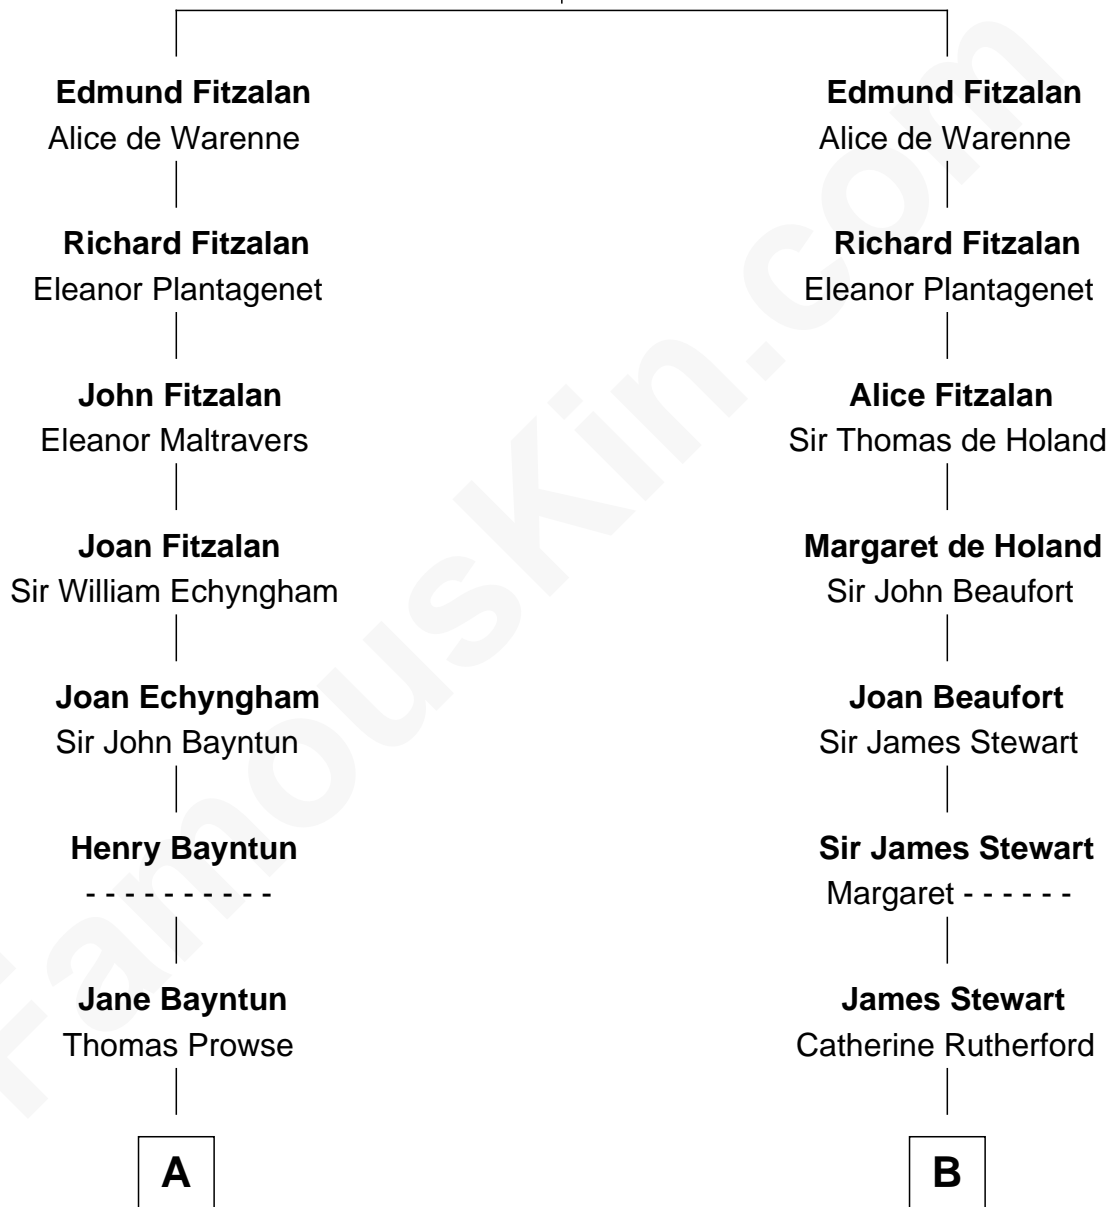 Edmund Fitzalan
Alice de Warenne
Richard Fitzalan
Eleanor Plantagenet
John Fitzalan
Eleanor Maltravers
Joan Fitzalan
Sir William Echyngham
Joan Echyngham
Sir John Bayntun
Henry Bayntun
- - - - - - - - - -
Jane Bayntun
Thomas Prowse
A
Edmund Fitzalan
Alice de Warenne
Richard Fitzalan
Eleanor Plantagenet
Alice Fitzalan
Sir Thomas de Holand
Margaret de Holand
Sir John Beaufort
Joan Beaufort
Sir James Stewart
Sir James Stewart
Margaret - - - - - -
James Stewart
Catherine Rutherford
B
FamousKin.com